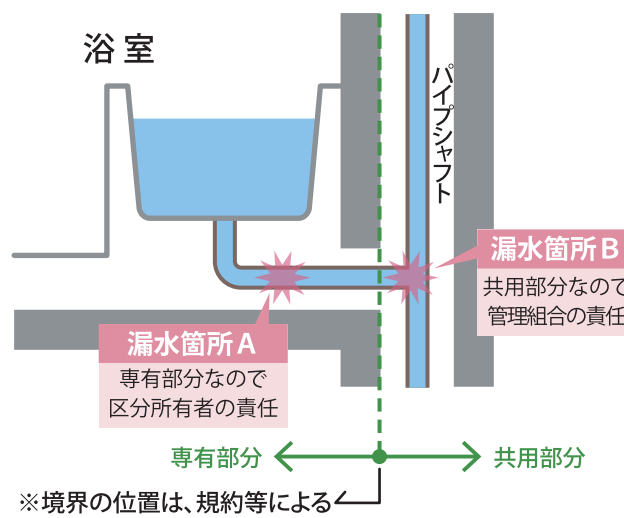 浴室
パイプシャフト
漏水箇所B
共用部分なので
管理組合の責任
漏水箇所A
専有部分なので
区分所有者の責任
専有部分
共用部分
※境界の位置は、規約等による